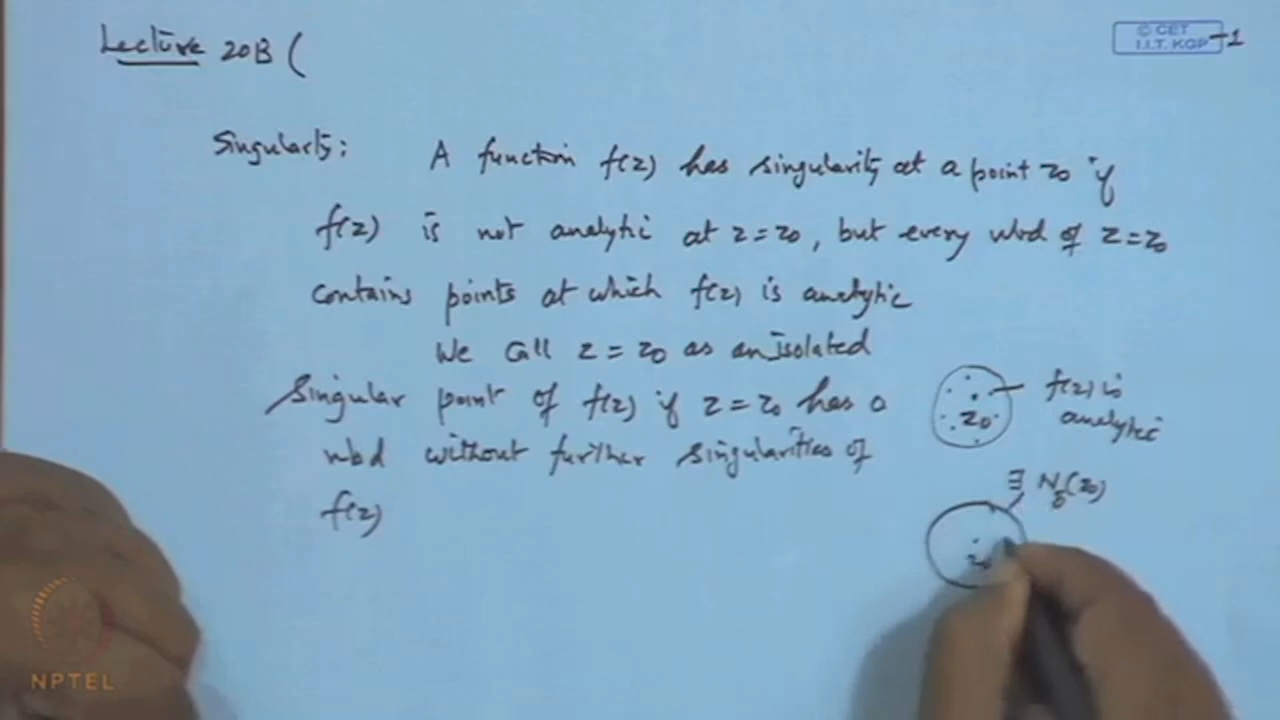 Lecture 20B (
© CET
I.I.T. KGP
-1
Singularity: A function f(z) has singularity at a point z0 if
f(z) is not analytic at z=z0, but every nbd of z=z0
contains points at which f(z) is analytic
We call z=z0 as an isolated
Singular point of f(z) if z=z0 has a
nbd without further singularities of
f(z)
z0
f(z) is
analytic
∃ Nδ(z0)
z0
NPTEL